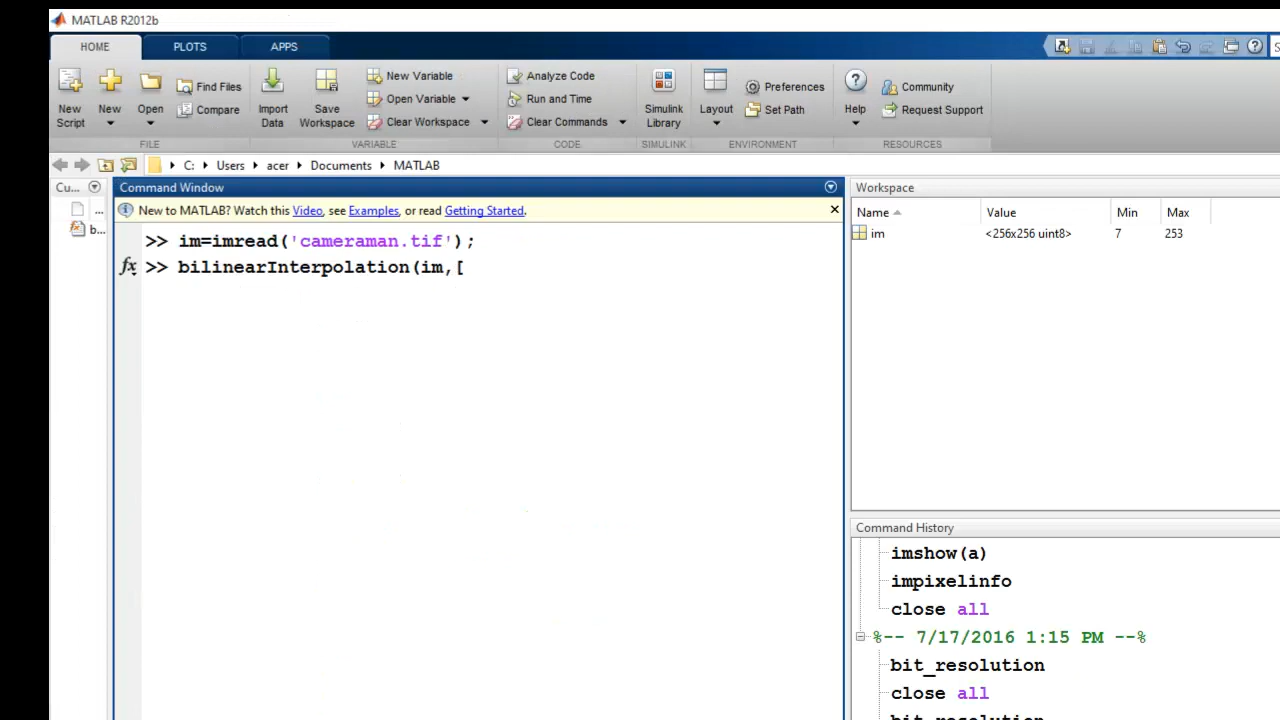 MATLAB R2012b
HOME PLOTS APPS
New Script
New
Open
Find Files
Compare
Import Data
Save Workspace
New Variable
Open Variable
Clear Workspace
Analyze Code
Run and Time
Clear Commands
Simulink Library
Layout
Preferences
Set Path
Help
Community
Request Support
FILE VARIABLE CODE SIMULINK ENVIRONMENT RESOURCES
C: Users acer Documents MATLAB
Cu...
...
b...
Command Window
New to MATLAB? Watch this Video, see Examples, or read Getting Started.
>> im=imread('cameraman.tif');
fx >> bilinearInterpolation(im,[
Workspace
Name Value Min Max
im <256x256 uint8> 7 253
Command History
imshow(a)
impixelinfo
close all
%-- 7/17/2016 1:15 PM --%
bit_resolution
close all
bit_resolution